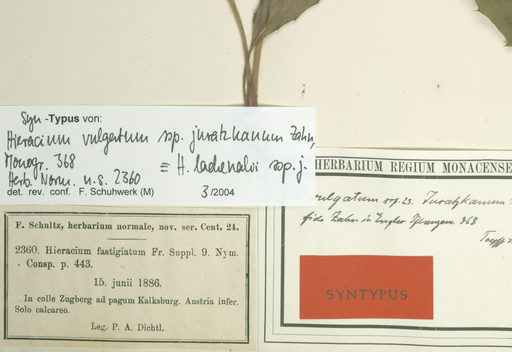 Syn-Typus von:
Hieracium vulgatum ssp. juratzkanum Zahn,
Monogr. 368 ≡ H. lachenalii ssp. j.
Herb. Norm. n.s. 2360
det. rev. conf. F. Schuhwerk (M) 3/2004
F. Schultz, herbarium normale, nov. ser. Cent. 24.
2360. Hieracium fastigiatum Fr. Suppl. 9. Nym.
Consp. p. 443.
15. junii 1886.
In colle Zugberg ad pagum Kalksburg. Austria infer.
Solo calcareo.
Leg. P. A. Dichtl.
HERBARIUM REGIUM MONACENSE
vulgatum ssp. 23. Juratzkanum
fide Zahn in Engler Pflanzenr. 368
SYNTYPUS